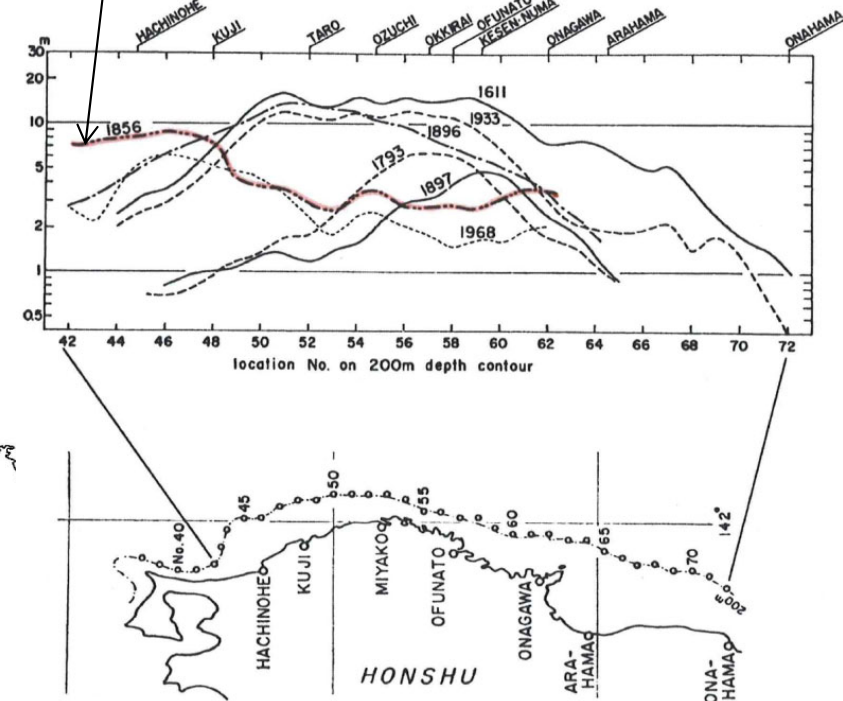 HACHINOHE
KUJI
TARO
OZUCHI
OKKIRAI
OFUNATO
KESEN-NUMA
ONAGAWA
ARAHAMA
ONAHAMA
m
30
20
10
5
2
1
0.5
1856
1611
1933
1896
1793
1897
1968
42 44 46 48 50 52 54 56 58 60 62 64 66 68 70 72
location No. on 200m depth contour
No.40
45
50
55
60
65
70
142°
200m
HACHINOHE
KUJI
MIYAKO
OFUNATO
ONAGAWA
ARA-
HAMA
ONA-
HAMA
HONSHU